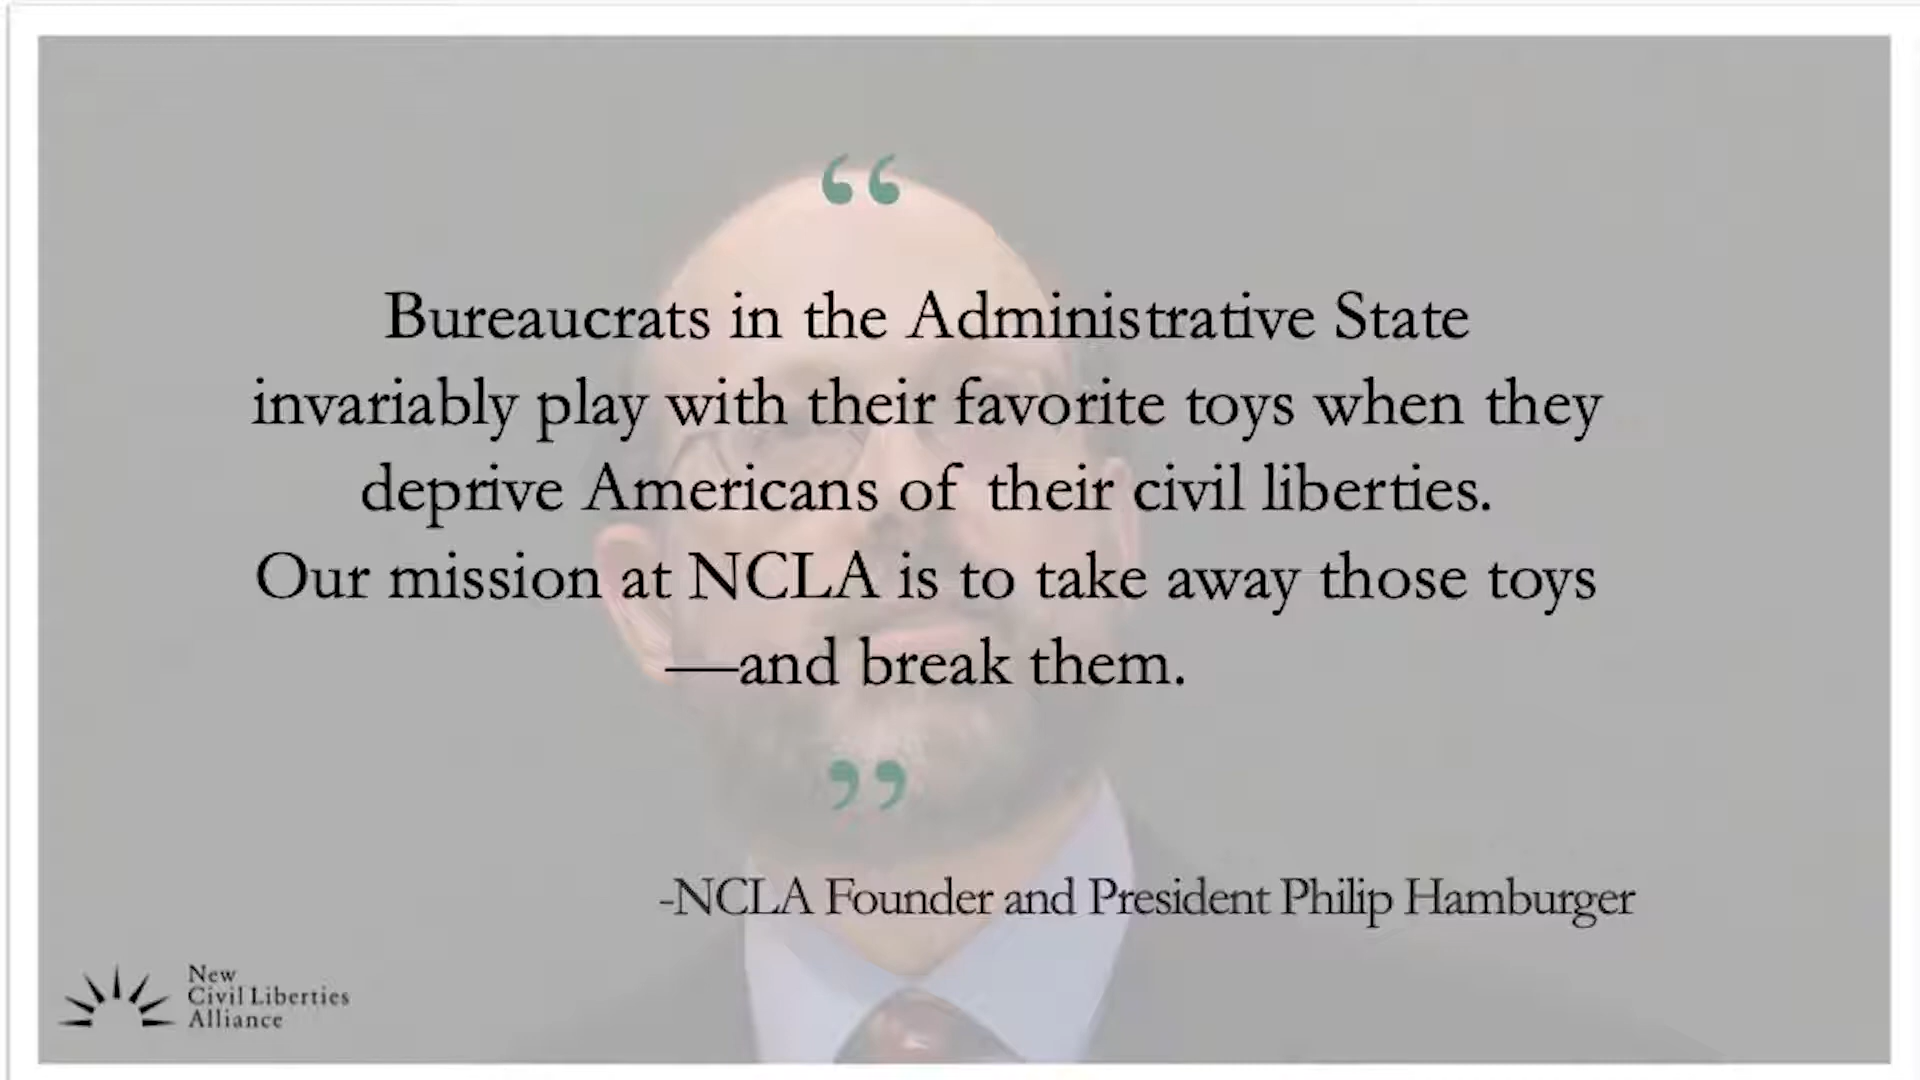 “
Bureaucrats in the Administrative State
invariably play with their favorite toys when they
deprive Americans of their civil liberties.
Our mission at NCLA is to take away those toys
—and break them.
”
-NCLA Founder and President Philip Hamburger
New
Civil Liberties
Alliance